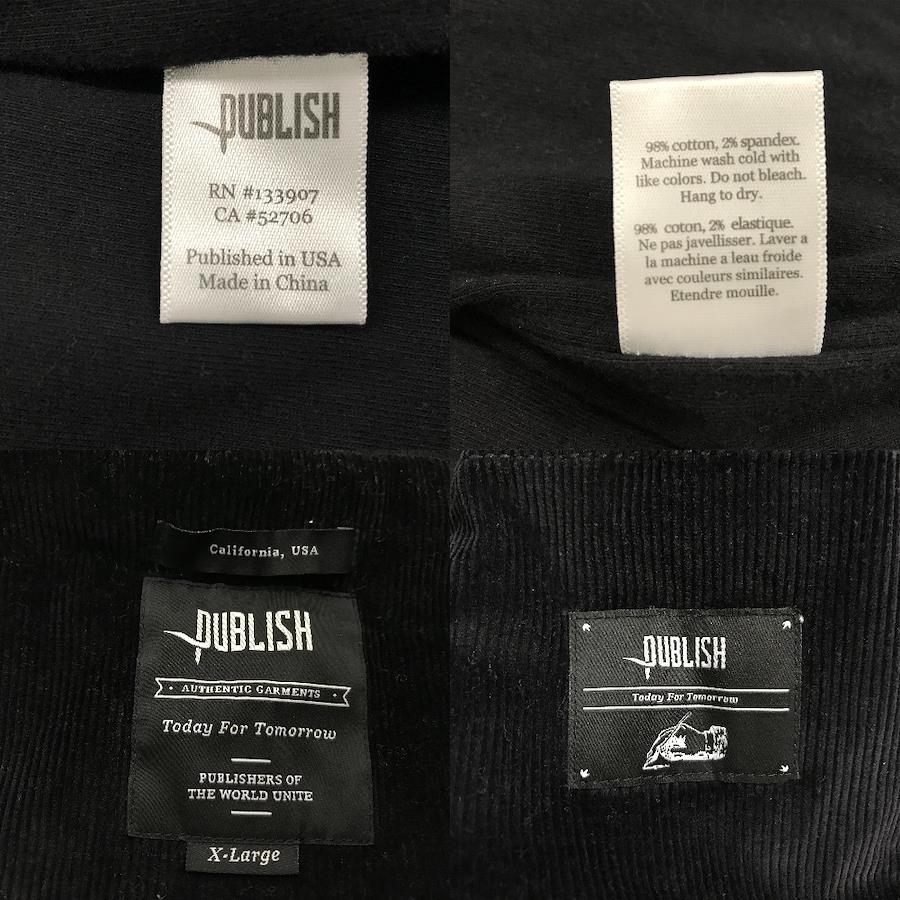 PUBLISH
RN #133907
CA #52706
Published in USA
Made in China
98% cotton, 2% spandex.
Machine wash cold with
like colors. Do not bleach.
Hang to dry.
98% coton, 2% elastique.
Ne pas javellisser. Laver a
la machine a leau froide
avec couleurs similaires.
Etendre mouille.
California, USA
PUBLISH
· AUTHENTIC GARMENTS ·
Today For Tomorrow
PUBLISHERS OF
THE WORLD UNITE
X-Large
PUBLISH
Today For Tomorrow